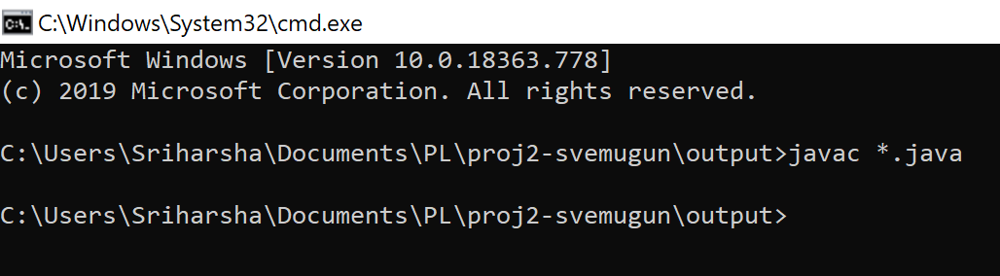 C:\Windows\System32\cmd.exe
Microsoft Windows [Version 10.0.18363.778]
(c) 2019 Microsoft Corporation. All rights reserved.
C:\Users\Sriharsha\Documents\PL\proj2-svemugun\output>javac *.java
C:\Users\Sriharsha\Documents\PL\proj2-svemugun\output>